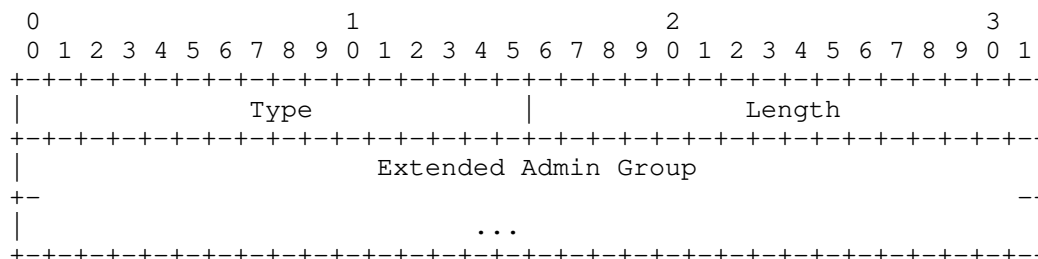 0                   1                   2                   3
 0 1 2 3 4 5 6 7 8 9 0 1 2 3 4 5 6 7 8 9 0 1 2 3 4 5 6 7 8 9 0 1
+-+-+-+-+-+-+-+-+-+-+-+-+-+-+-+-+-+-+-+-+-+-+-+-+-+-+-+-+-+-+-+-
|              Type             |             Length
+-+-+-+-+-+-+-+-+-+-+-+-+-+-+-+-+-+-+-+-+-+-+-+-+-+-+-+-+-+-+-+-
|                      Extended Admin Group
+-                                                             -+
|                            ...
+-+-+-+-+-+-+-+-+-+-+-+-+-+-+-+-+-+-+-+-+-+-+-+-+-+-+-+-+-+-+-+-